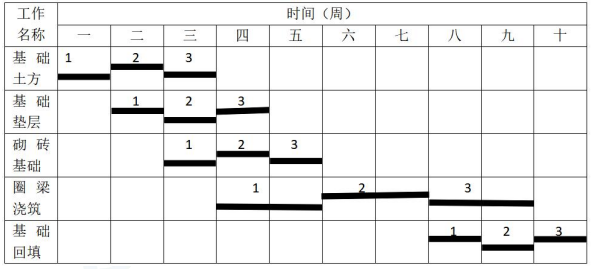 工作 时间（周）
名称 一 二 三 四 五 六 七 八 九 十
基础 1 2 3
土方
基础 1 2 3
垫层
砌砖 1 2 3
基础
圈梁 1 2 3
浇筑
基础 1 2 3
回填